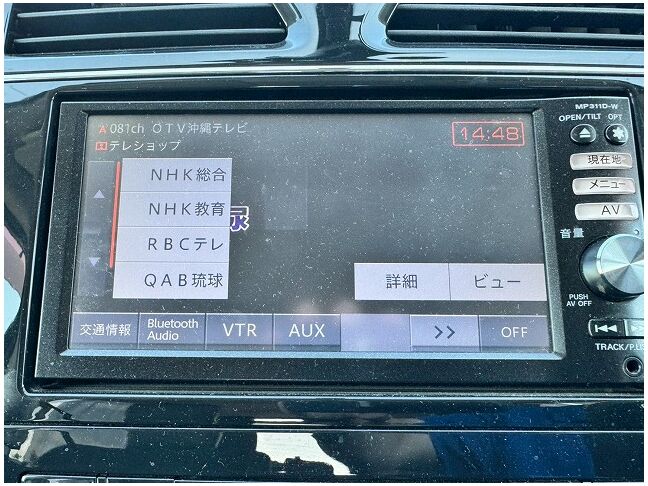 MP311D-W
OPEN/TILT OPT
A 081ch OTV沖縄テレビ
14:48
テレショップ
現在地
メニュー
AV
音量
PUSH
AV OFF
TRACK/P.
NHK総合
NHK教育
RBCテレ
QAB琉球
詳細 ビュー
交通情報 Bluetooth Audio VTR AUX >> OFF